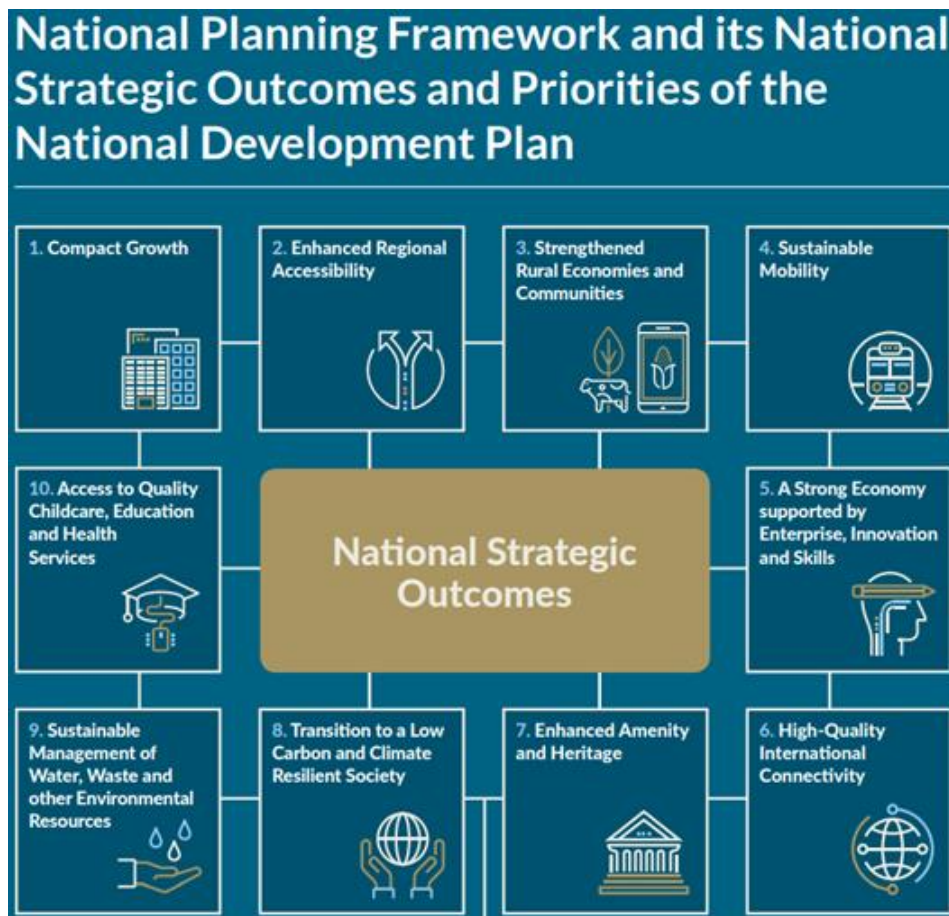 National Planning Framework and its National
Strategic Outcomes and Priorities of the
National Development Plan
1. Compact Growth
2. Enhanced Regional
Accessibility
3. Strengthened
Rural Economies and
Communities
4. Sustainable
Mobility
10. Access to Quality
Childcare, Education
and Health
Services
National Strategic
Outcomes
5. A Strong Economy
supported by
Enterprise, Innovation
and Skills
9. Sustainable
Management of
Water, Waste and
other Environmental
Resources
8. Transition to a Low
Carbon and Climate
Resilient Society
7. Enhanced Amenity
and Heritage
6. High-Quality
International
Connectivity